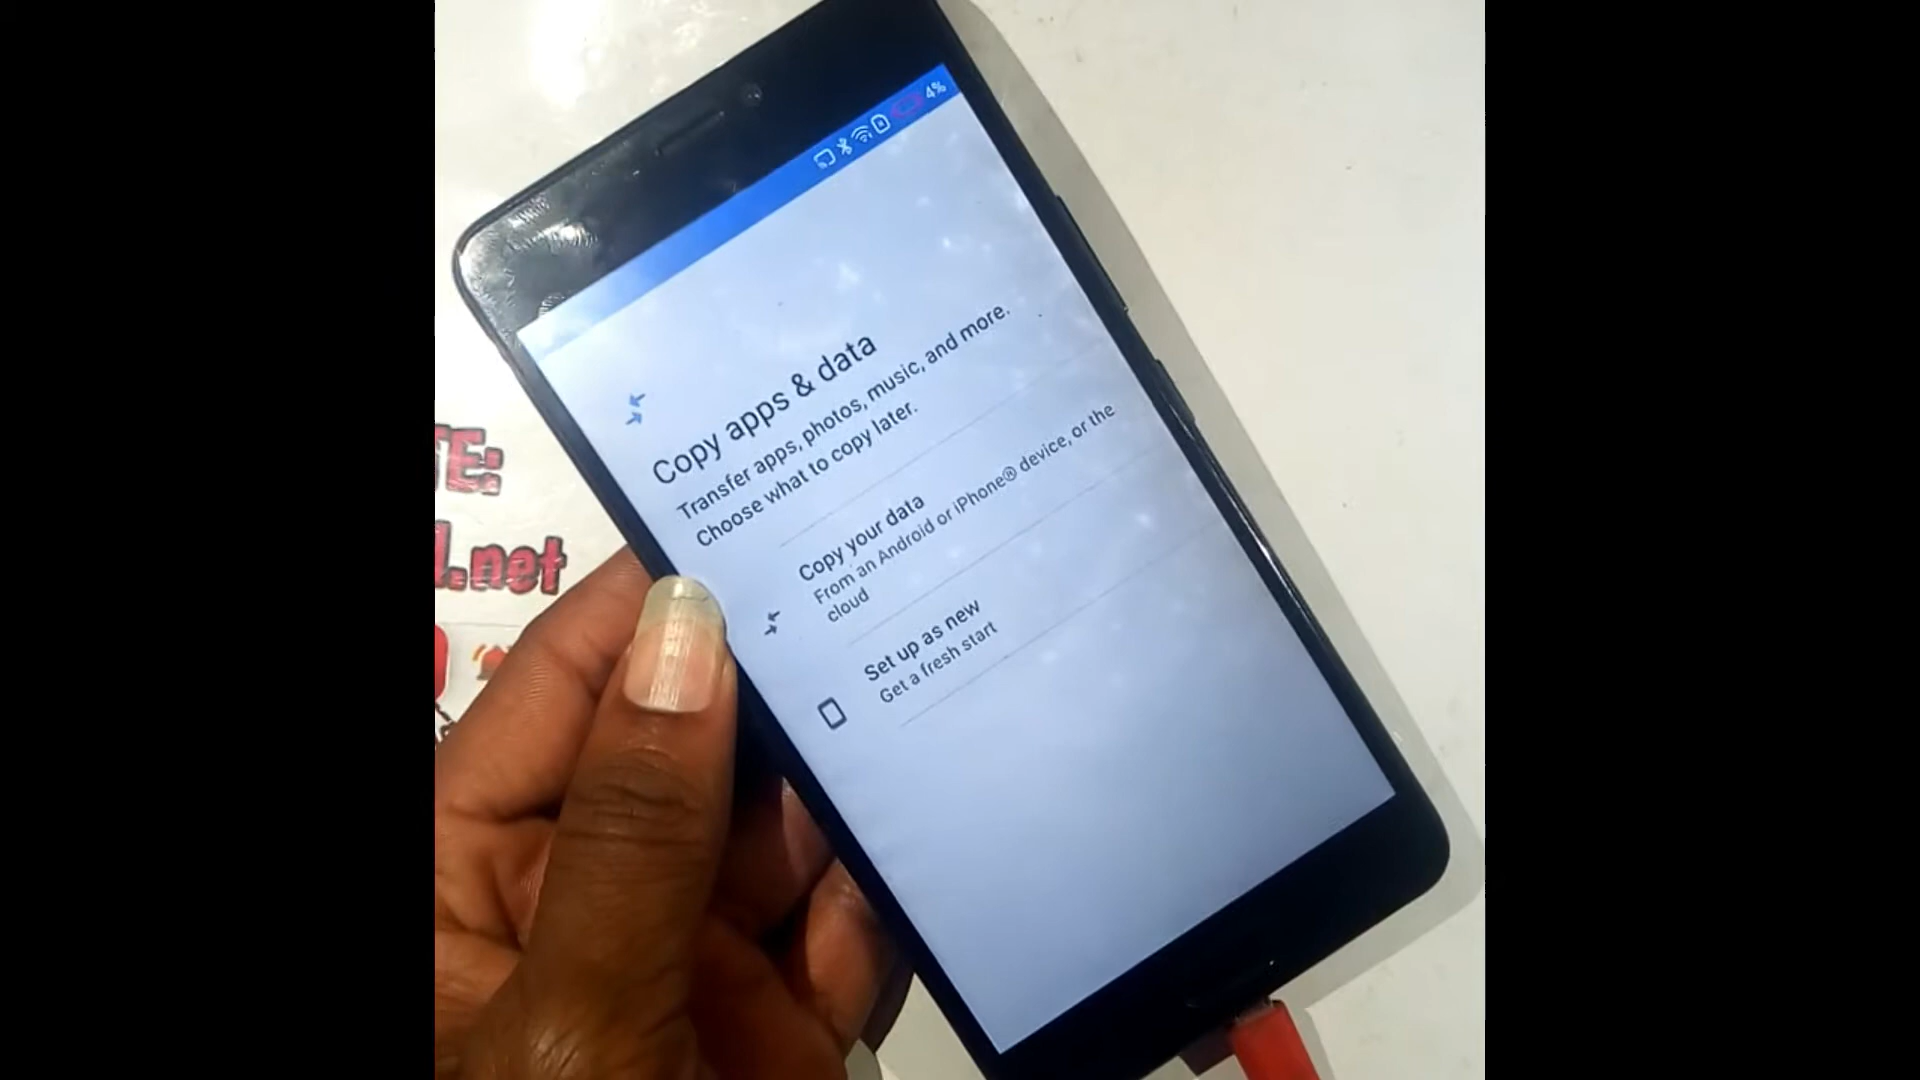 4%
Copy apps & data
Transfer apps, photos, music, and more.
Choose what to copy later.
Copy your data
From an Android or iPhone® device, or the
cloud
Set up as new
Get a fresh start
TE:
.net